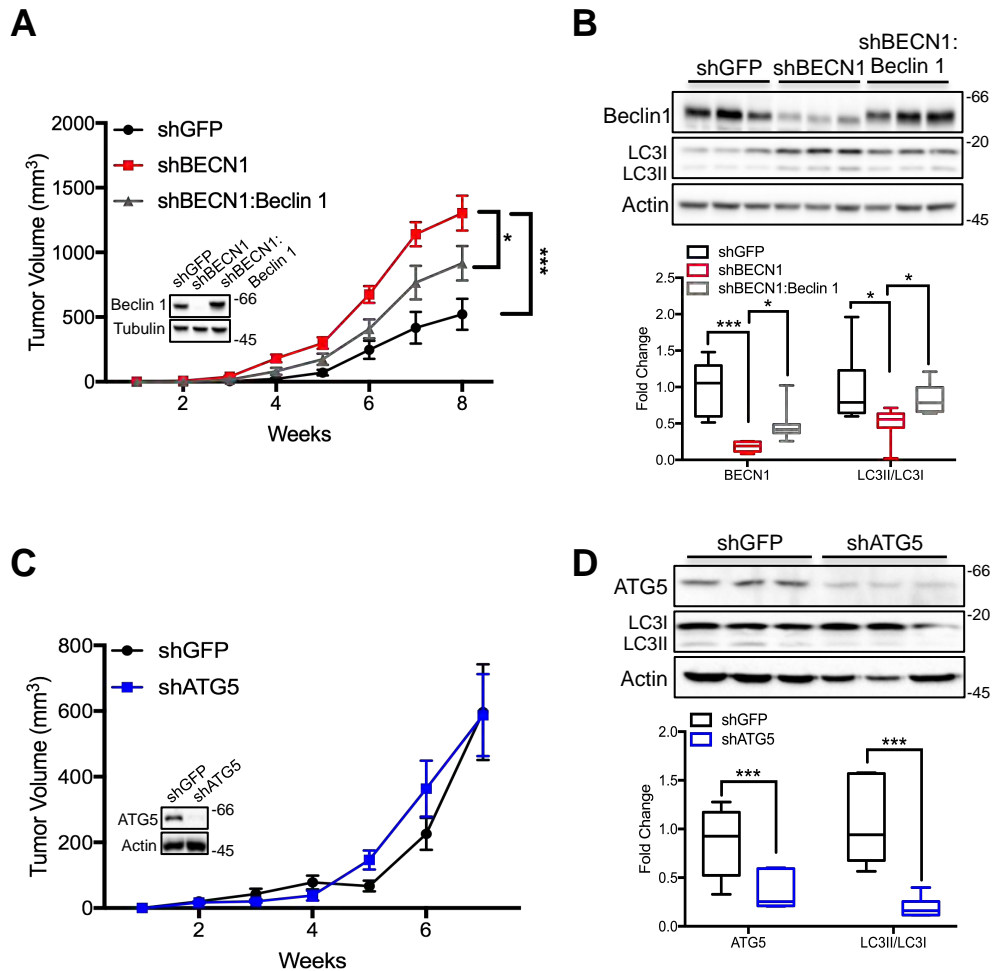 A
Tumor Volume (mm3)
2000
1500
1000
500
0
2
4
6
8
Weeks
shGFP
shBECN1
shBECN1:Beclin 1
*
***
shGFP
shBECN1
shBECN1:
Beclin 1
Beclin 1
Tubulin
-66
-45
B
shGFP
shBECN1
shBECN1:
Beclin 1
Beclin1
-66
LC3I
LC3II
-20
Actin
-45
shGFP
shBECN1
shBECN1:Beclin 1
Fold Change
2.5
2.0
1.5
1.0
0.5
0.0
***
*
*
*
BECN1
LC3II/LC3I
C
Tumor Volume (mm3)
800
600
400
200
0
2
4
6
Weeks
shGFP
shATG5
shGFP
shATG5
ATG5
Actin
-66
-45
D
shGFP
shATG5
ATG5
-66
LC3I
LC3II
-20
Actin
-45
shGFP
shATG5
Fold Change
2.0
1.5
1.0
0.5
0.0
***
***
ATG5
LC3II/LC3I